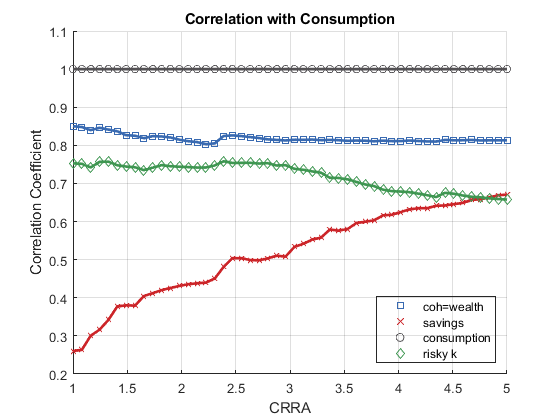 Correlation with Consumption
1.1
1
0.9
0.8
0.7
0.6
0.5
0.4
0.3
0.2
Correlation Coefficient
1 1.5 2 2.5 3 3.5 4 4.5 5
CRRA
coh=wealth
savings
consumption
risky k